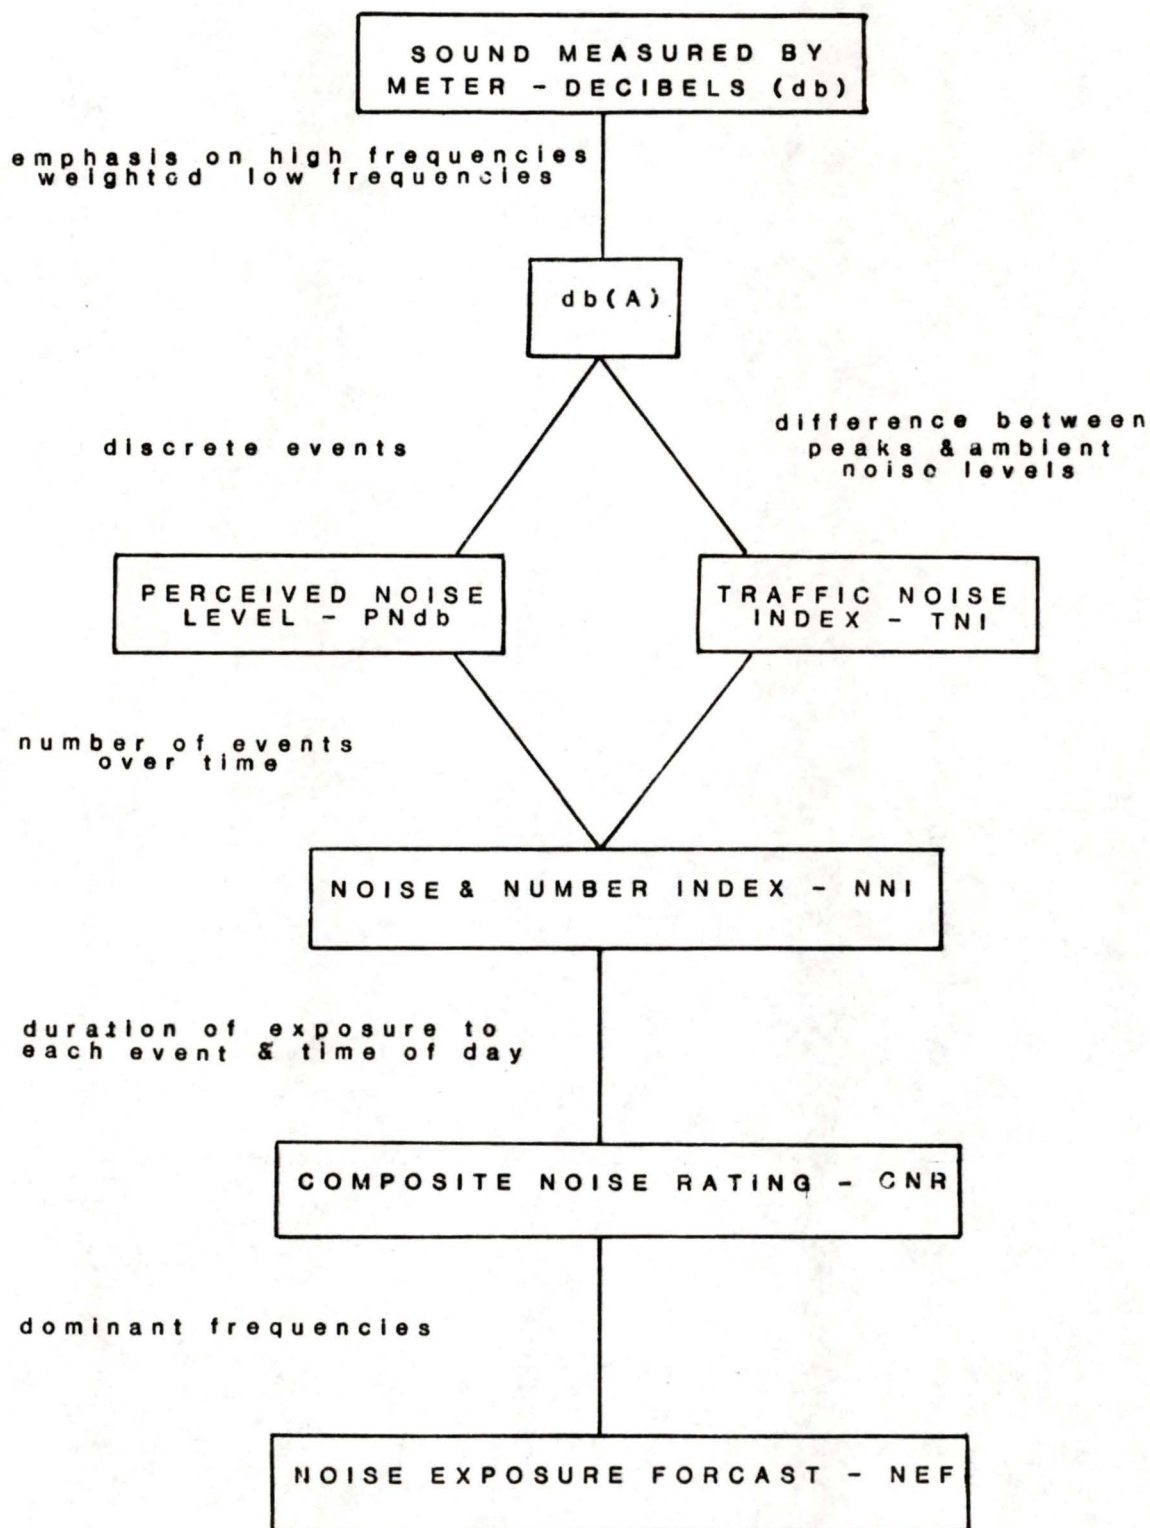 SOUND MEASURED BY
METER - DECIBELS (db)
emphasis on high frequencies
weighted low frequencies
db(A)
discrete events
difference between
peaks & ambient
noise levels
PERCEIVED NOISE
LEVEL - PNdb
TRAFFIC NOISE
INDEX - TNI
number of events
over time
NOISE & NUMBER INDEX - NNI
duration of exposure to
each event & time of day
COMPOSITE NOISE RATING - CNR
dominant frequencies
NOISE EXPOSURE FORCAST - NEF